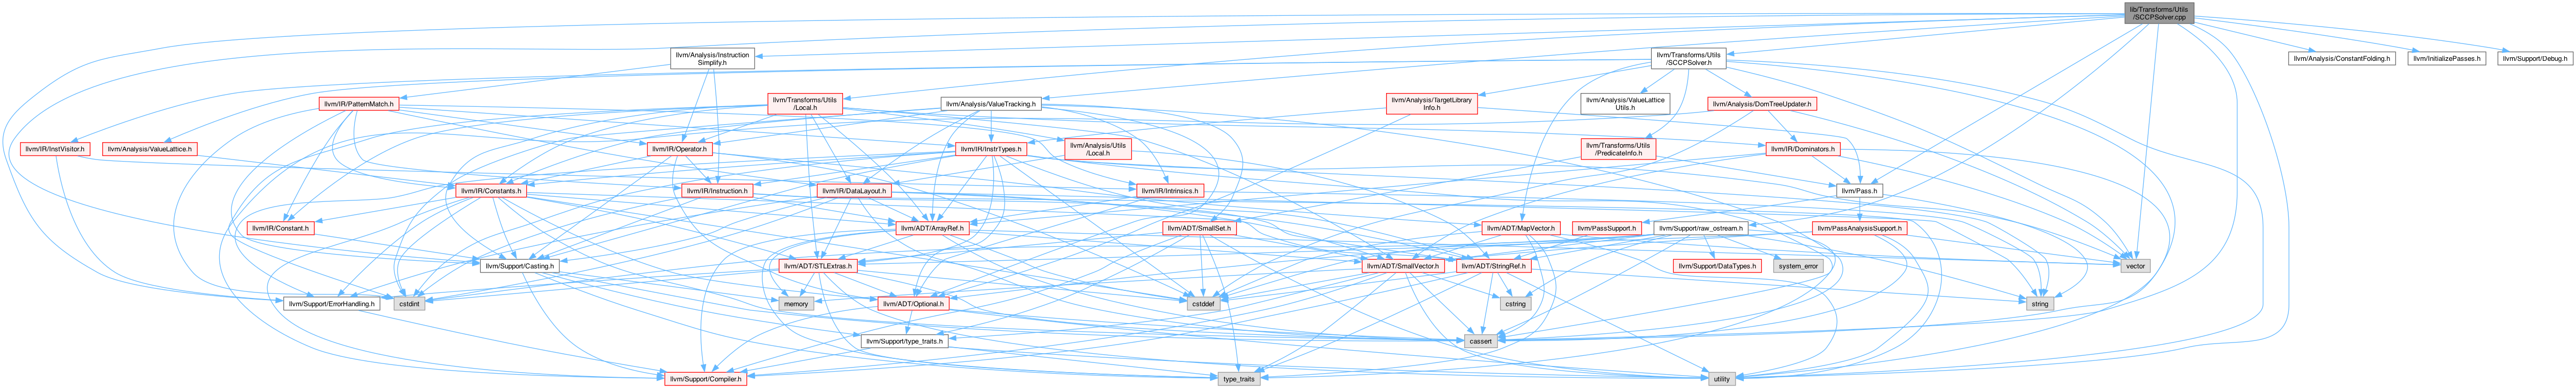 lib/Transforms/Utils
/SCCPSolver.cpp
llvm/Analysis/Instruction
Simplify.h
llvm/Transforms/Utils
/SCCPSolver.h
llvm/Analysis/ConstantFolding.h
llvm/InitializePasses.h
llvm/Support/Debug.h
llvm/IR/PatternMatch.h
llvm/Transforms/Utils
/Local.h
llvm/Analysis/ValueTracking.h
llvm/Analysis/TargetLibrary
Info.h
llvm/Analysis/ValueLattice
Utils.h
llvm/Analysis/DomTreeUpdater.h
llvm/IR/InstVisitor.h
llvm/Analysis/ValueLattice.h
llvm/IR/Operator.h
llvm/IR/InstrTypes.h
llvm/Analysis/Utils
/Local.h
llvm/Transforms/Utils
/PredicateInfo.h
llvm/IR/Dominators.h
llvm/IR/Constants.h
llvm/IR/Instruction.h
llvm/IR/DataLayout.h
llvm/IR/Intrinsics.h
llvm/Pass.h
llvm/IR/Constant.h
llvm/ADT/ArrayRef.h
llvm/ADT/SmallSet.h
llvm/ADT/MapVector.h
llvm/PassSupport.h
llvm/Support/raw_ostream.h
llvm/PassAnalysisSupport.h
llvm/Support/Casting.h
llvm/ADT/STLExtras.h
llvm/ADT/SmallVector.h
llvm/ADT/StringRef.h
llvm/Support/DataTypes.h
system_error
vector
llvm/Support/ErrorHandling.h
cstdint
memory
llvm/ADT/Optional.h
cstddef
cstring
string
llvm/Support/type_traits.h
cassert
llvm/Support/Compiler.h
type_traits
utility